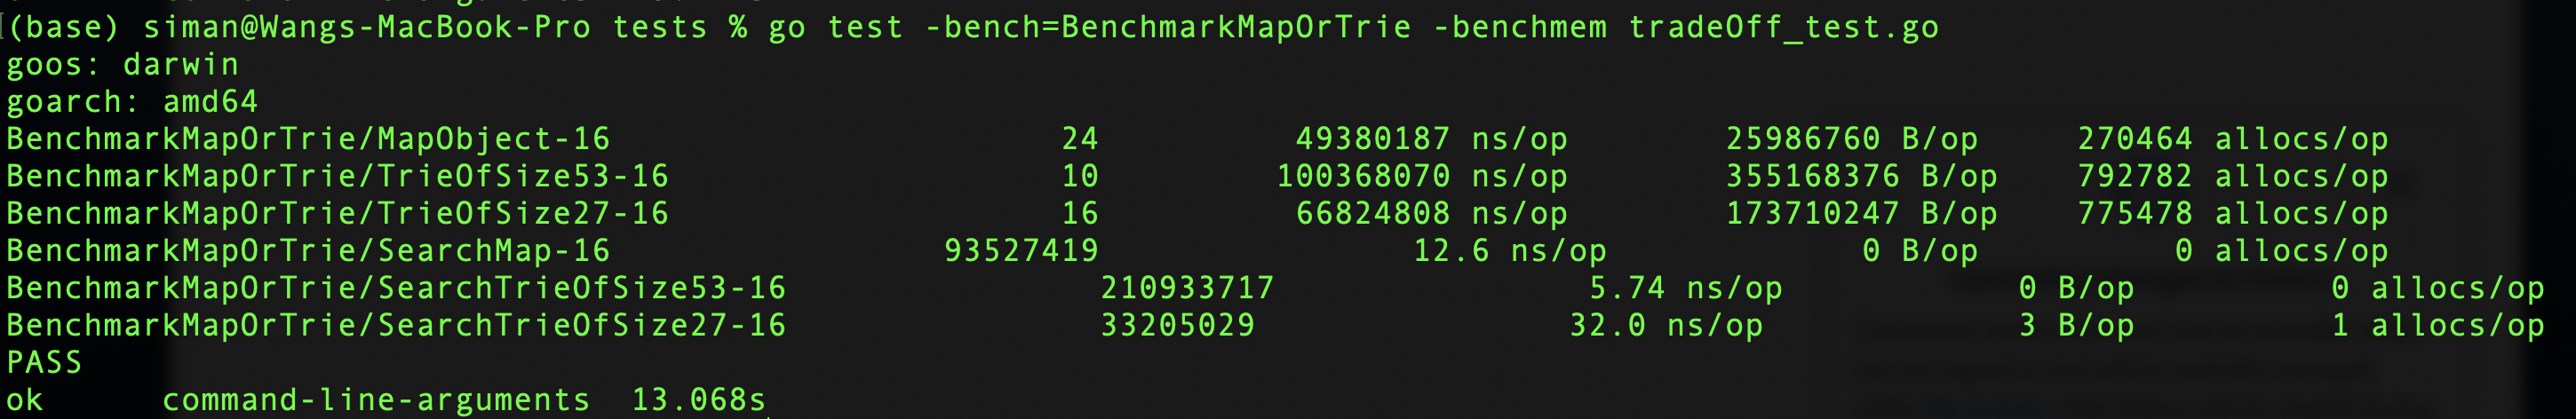 (base) siman@Wangs-MacBook-Pro tests % go test -bench=BenchmarkMapOrTrie -benchmem tradeOff_test.go
goos: darwin
goarch: amd64
BenchmarkMapOrTrie/MapObject-16 24 49380187 ns/op 25986760 B/op 270464 allocs/op
BenchmarkMapOrTrie/TrieOfSize53-16 10 100368070 ns/op 355168376 B/op 792782 allocs/op
BenchmarkMapOrTrie/TrieOfSize27-16 16 66824808 ns/op 173710247 B/op 775478 allocs/op
BenchmarkMapOrTrie/SearchMap-16 93527419 12.6 ns/op 0 B/op 0 allocs/op
BenchmarkMapOrTrie/SearchTrieOfSize53-16 210933717 5.74 ns/op 0 B/op 0 allocs/op
BenchmarkMapOrTrie/SearchTrieOfSize27-16 33205029 32.0 ns/op 3 B/op 1 allocs/op
PASS
ok command-line-arguments 13.068s